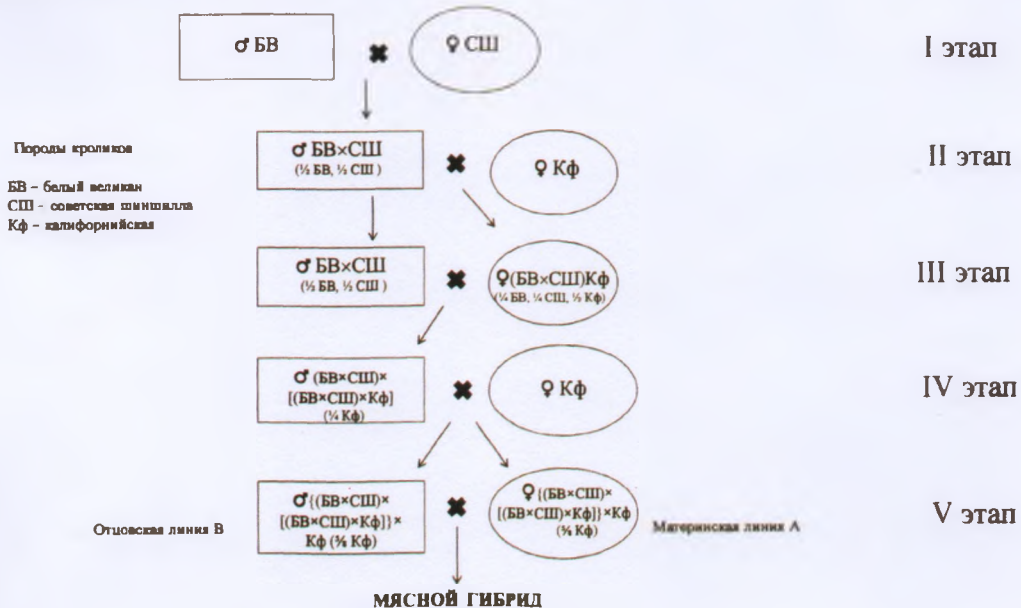 ♂ БВ
✖
♀ СШ
I этап
Породы кроликов
БВ – белый великан
СШ – советская шиншилла
Кф – калифорнийская
♂ БВ×СШ
(½ БВ, ½ СШ )
✖
♀ Кф
II этап
♂ БВ×СШ
(½ БВ, ½ СШ )
✖
♀(БВ×СШ)Кф
(¼ БВ, ¼ СШ, ½ Кф)
III этап
♂ (БВ×СШ)×
[(БВ×СШ)×Кф]
(¼ Кф)
✖
♀ Кф
IV этап
Отцовская линия В
♂{(БВ×СШ)×
[(БВ×СШ)×Кф]}×
Кф (⅝ Кф)
✖
♀{(БВ×СШ)×
[(БВ×СШ)×Кф]}×Кф
(⅝ Кф)
Материнская линия А
V этап
МЯСНОЙ ГИБРИД